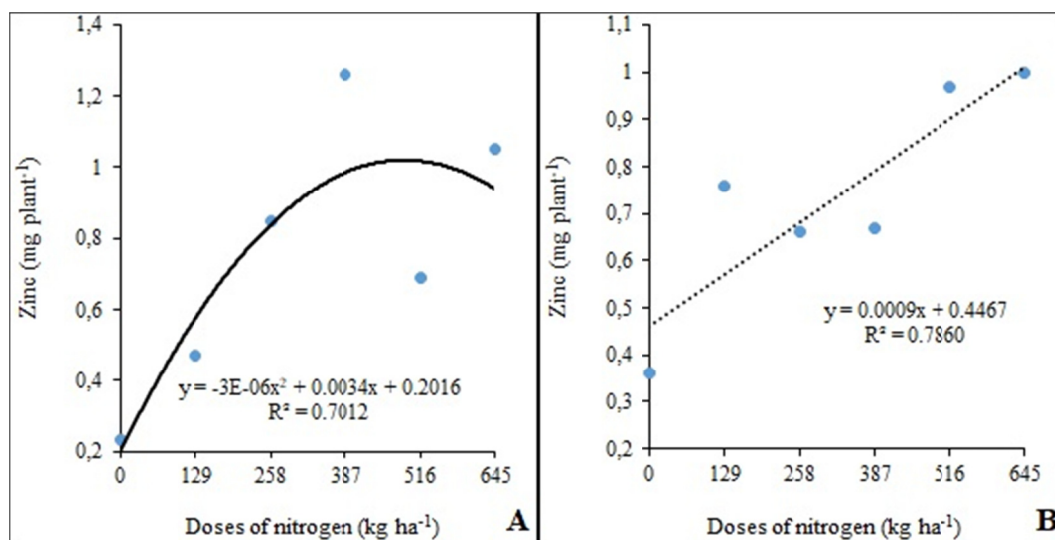 1,4
1,2
1
0,8
0,6
0,4
0,2
Zinc (mg plant⁻¹)
y = -3E-06x² + 0.0034x + 0.2016
R² = 0.7012
0 129 258 387 516 645
Doses of nitrogen (kg ha⁻¹)
A
1,1
1
0,9
0,8
0,7
0,6
0,5
0,4
0,3
0,2
Zinc (mg plant⁻¹)
y = 0.0009x + 0.4467
R² = 0.7860
0 129 258 387 516 645
Doses of nitrogen (kg ha⁻¹)
B